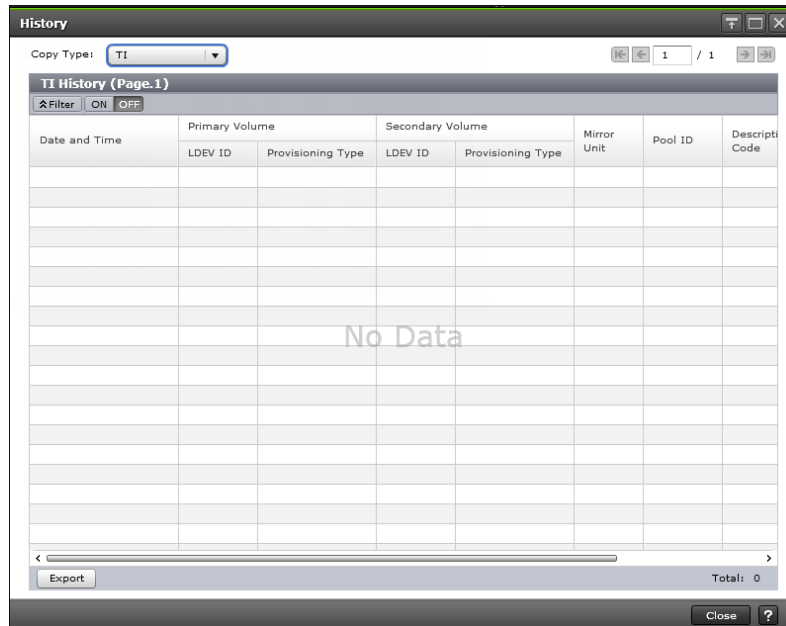 History
Copy Type: TI 1 / 1
TI History (Page.1)
Filter ON OFF
Date and Time Primary Volume Secondary Volume Mirror Unit Pool ID Descripti Code
LDEV ID Provisioning Type LDEV ID Provisioning Type
No Data
Export Total: 0
Close ?